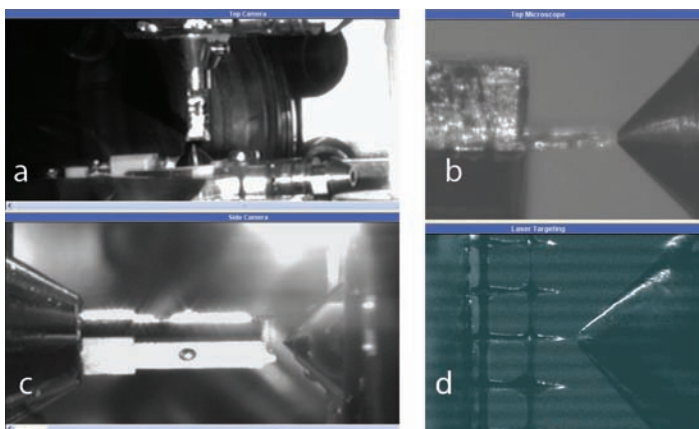 Top Camera
a
Side Camera
c
Top Microscope
b
Laser Targeting
d